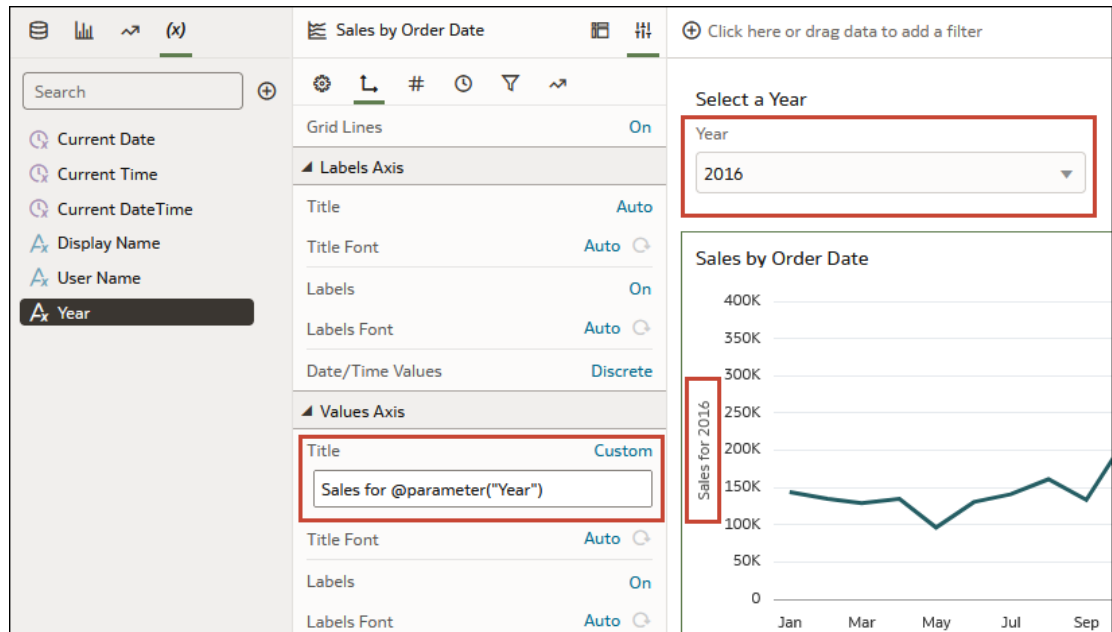 (x)
Search
Current Date
Current Time
Current DateTime
Display Name
User Name
Year
Sales by Order Date
Grid Lines On
Labels Axis
Title Auto
Title Font Auto
Labels On
Labels Font Auto
Date/Time Values Discrete
Values Axis
Title Custom
Sales for @parameter("Year")
Title Font Auto
Labels On
Labels Font Auto
Click here or drag data to add a filter
Select a Year
Year
2016
Sales by Order Date
Sales for 2016
400K
350K
300K
250K
200K
150K
100K
50K
0
Jan Mar May Jul Sep